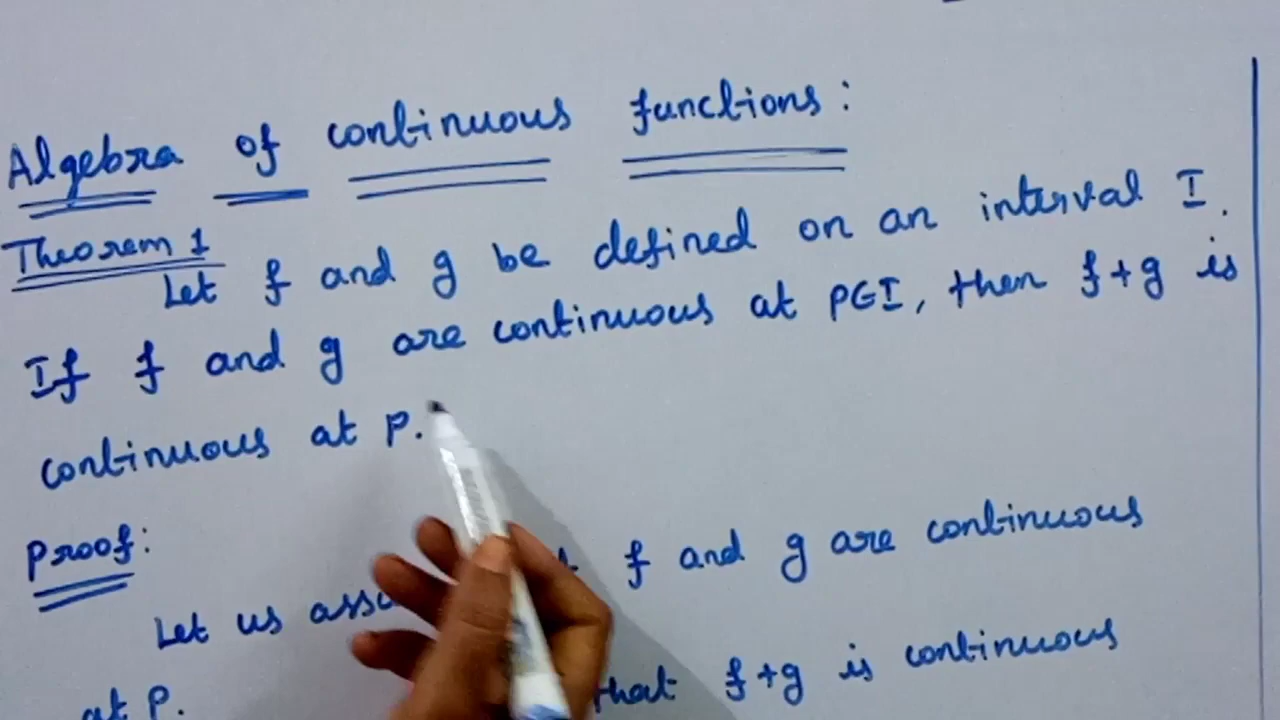 Algebra of continuous functions:
Theorem 1
Let f and g be defined on an interval I.
If f and g are continuous at P∈I, then f+g is
continuous at P.
Proof:
Let us f and g are continuous
at P. that f+g is continuous